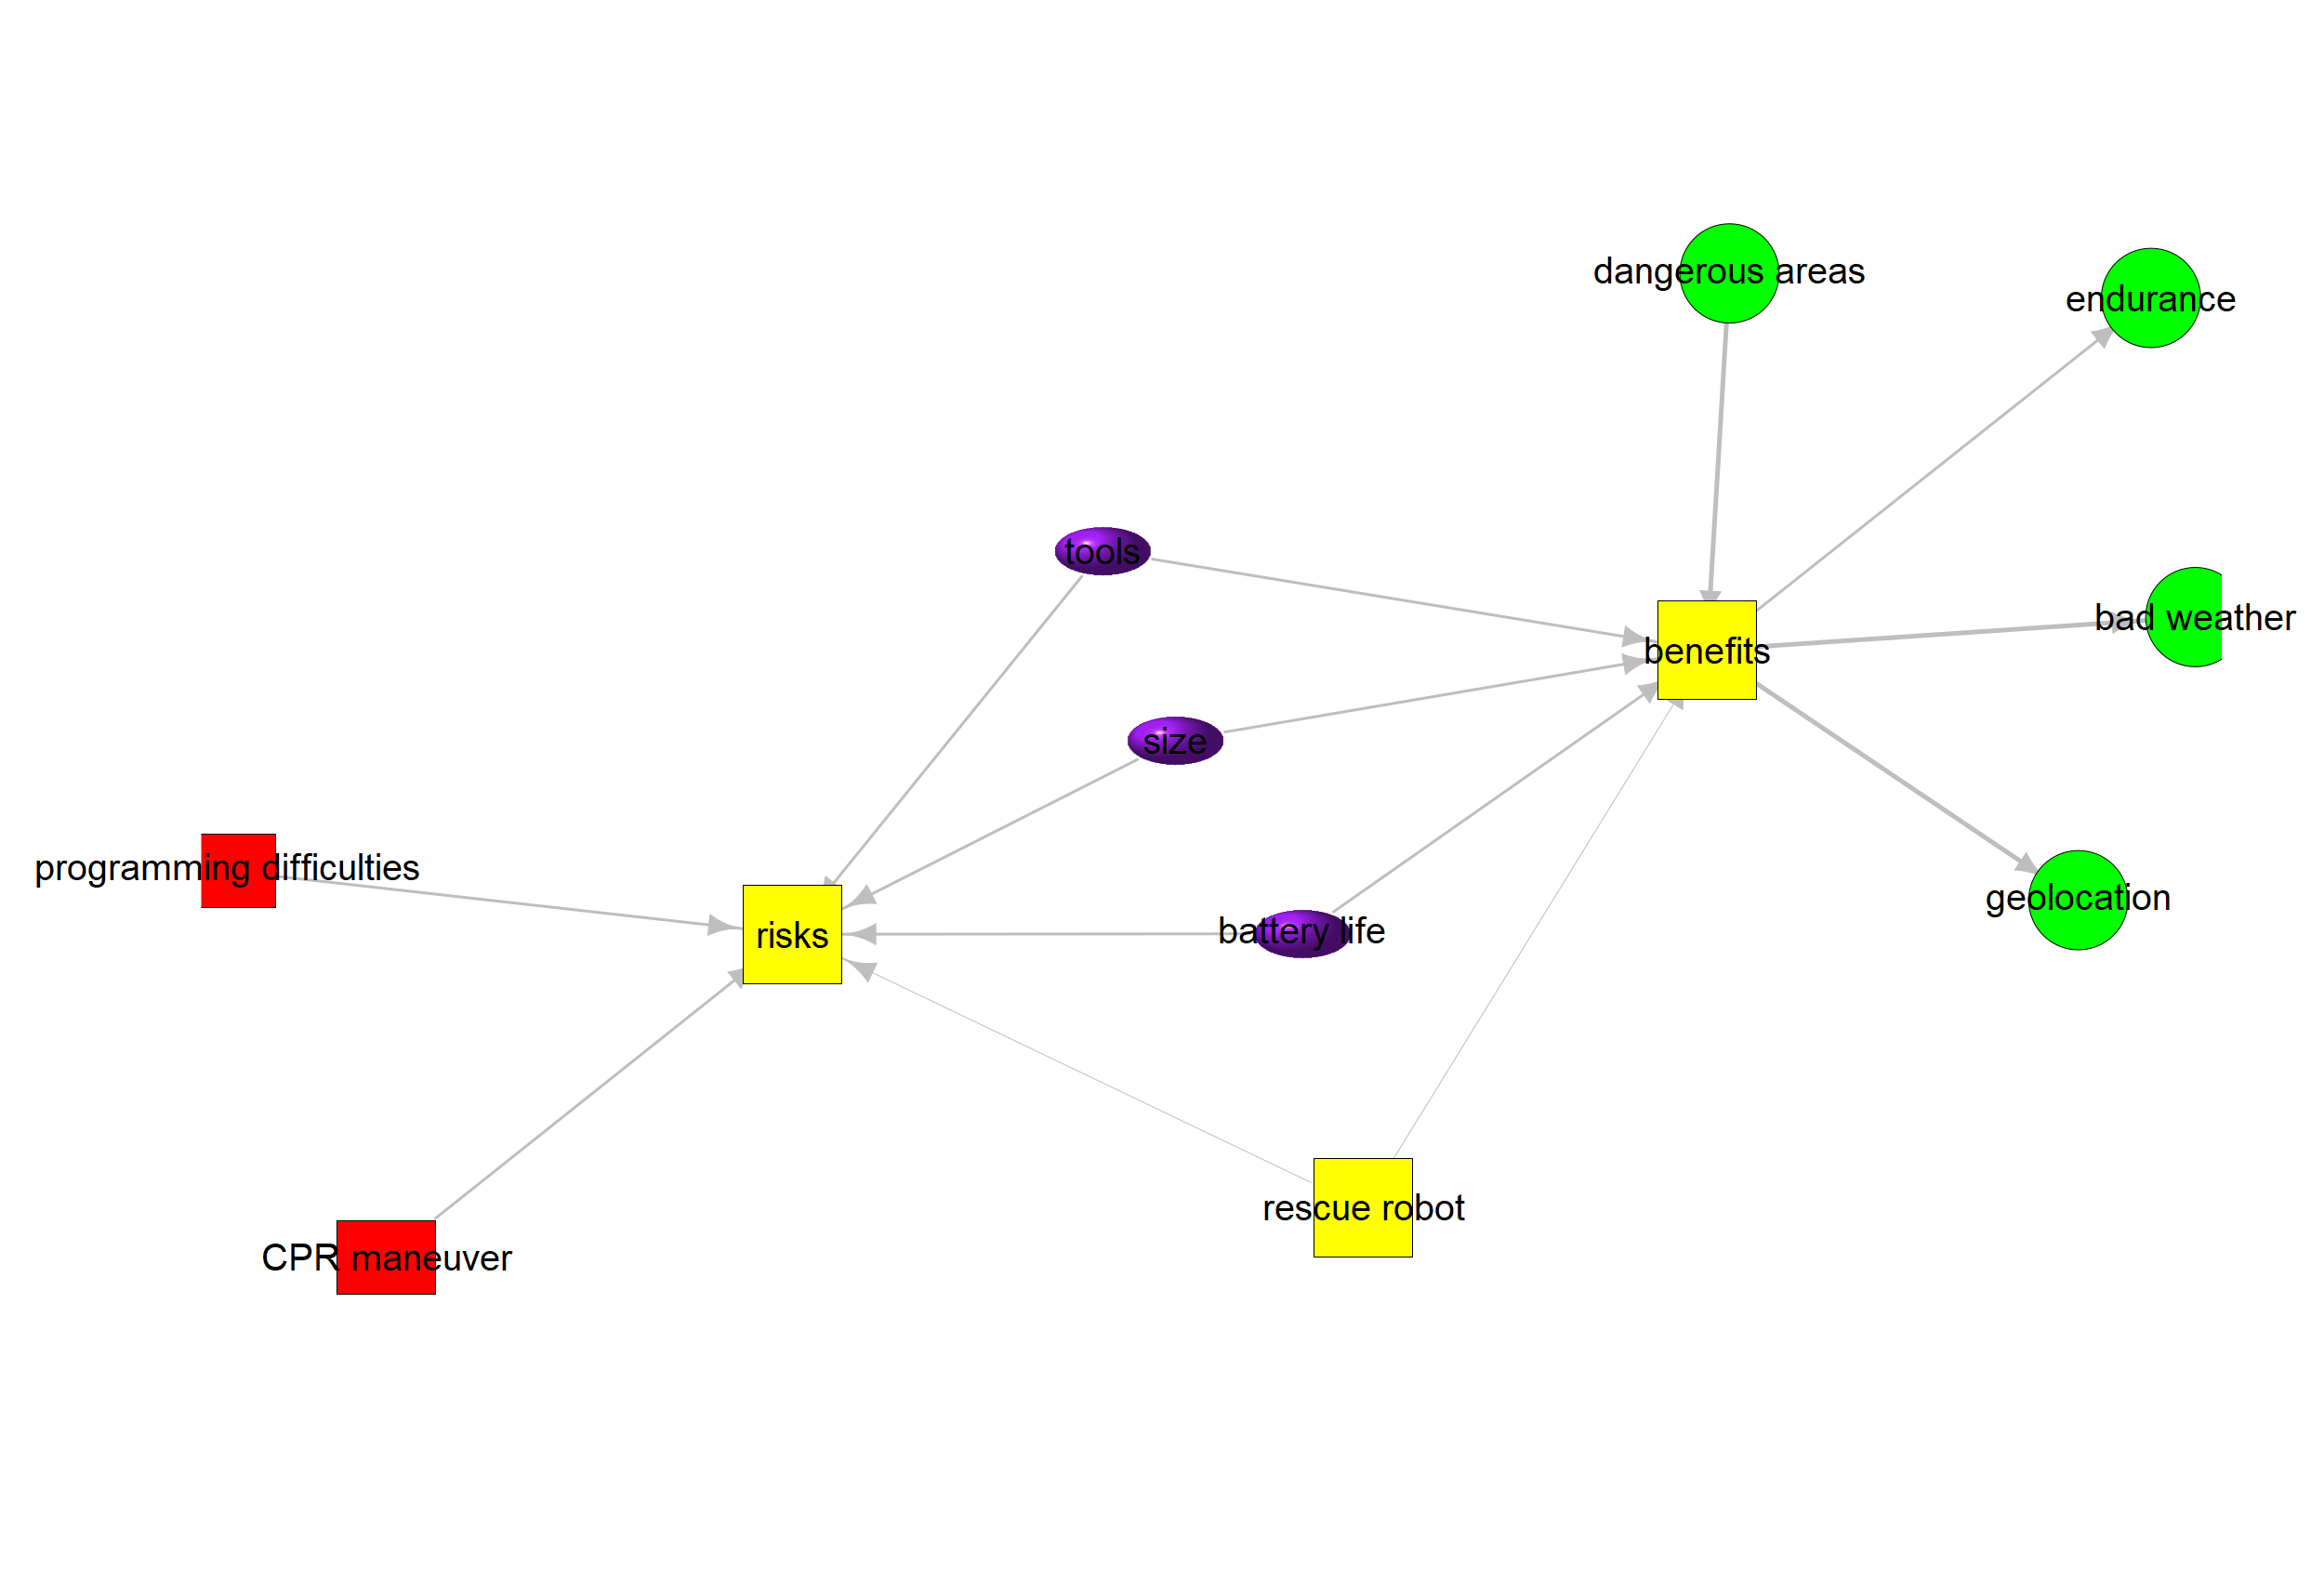 dangerous areas
endurance
tools
bad weather
benefits
size
programming difficulties
geolocation
battery life
risks
rescue robot
CPR maneuver